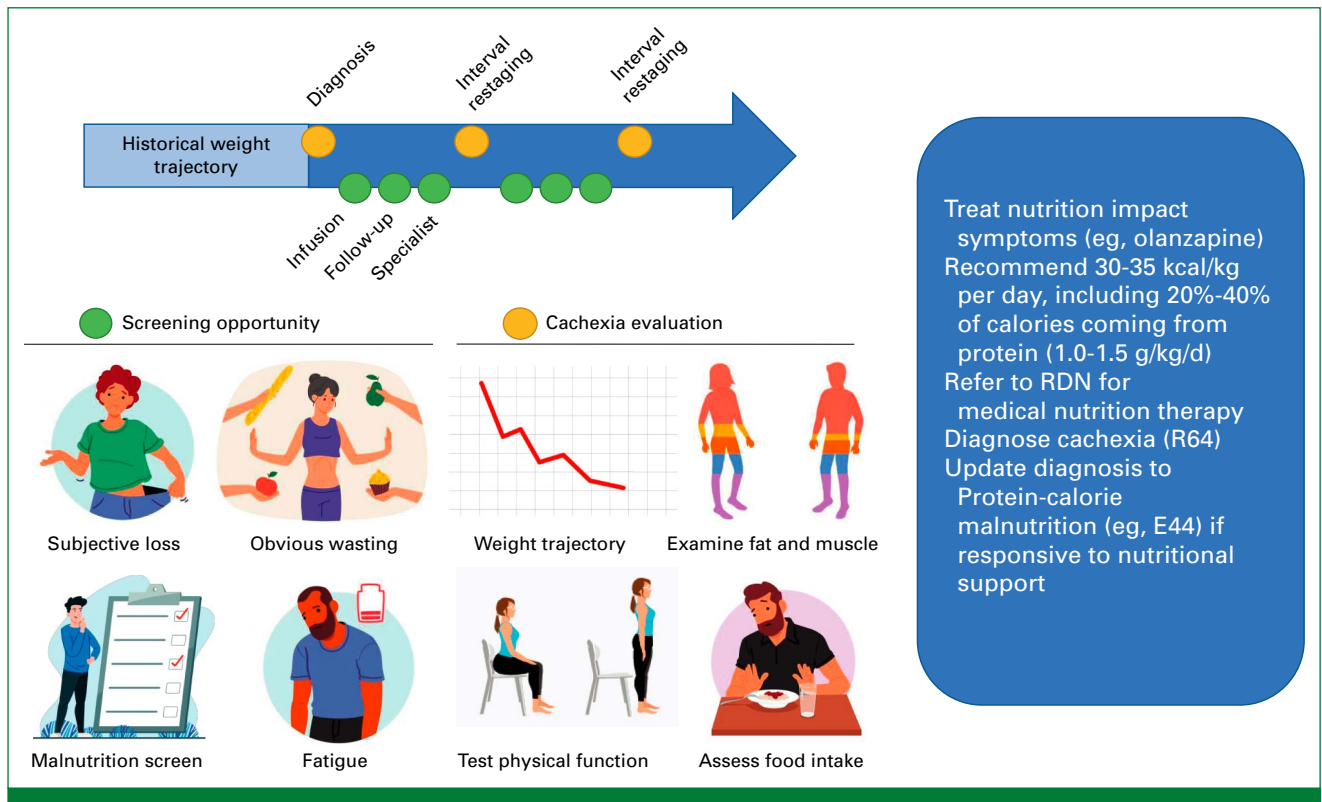 Diagnosis
Interval
restaging
Interval
restaging
Historical weight
trajectory
Infusion
Follow-up
Specialist
Screening opportunity
Cachexia evaluation
Subjective loss
Obvious wasting
Weight trajectory
Examine fat and muscle
Malnutrition screen
Fatigue
Test physical function
Assess food intake
Treat nutrition impact
symptoms (eg, olanzapine)
Recommend 30-35 kcal/kg
per day, including 20%-40%
of calories coming from
protein (1.0-1.5 g/kg/d)
Refer to RDN for
medical nutrition therapy
Diagnose cachexia (R64)
Update diagnosis to
Protein-calorie
malnutrition (eg, E44) if
responsive to nutritional
support